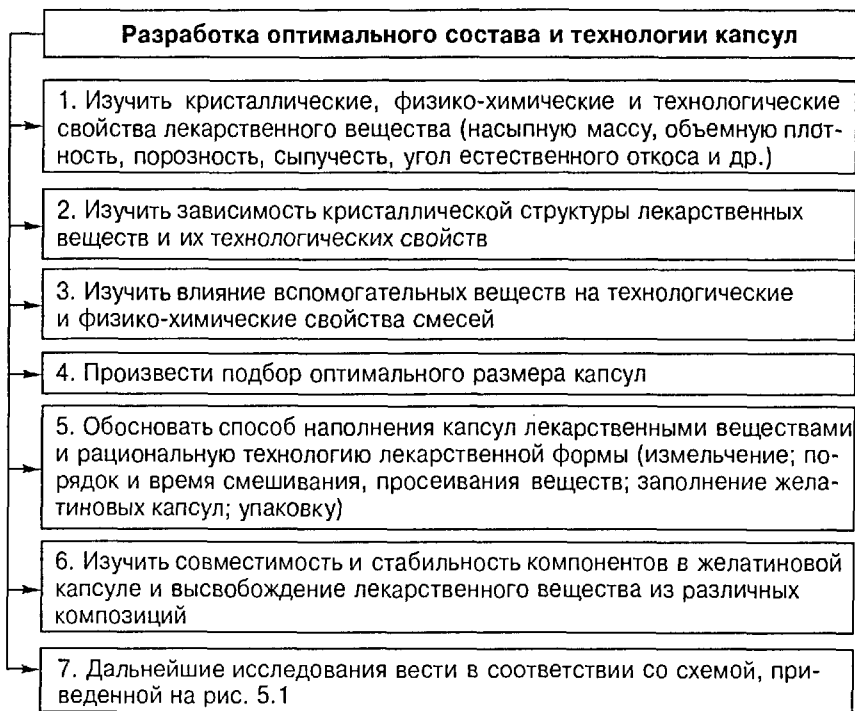 Разработка оптимального состава и технологии капсул
1. Изучить кристаллические, физико-химические и технологические
свойства лекарственного вещества (насыпную массу, объемную плот-
ность, порозность, сыпучесть, угол естественного откоса и др.)
2. Изучить зависимость кристаллической структуры лекарственных
веществ и их технологических свойств
3. Изучить влияние вспомогательных веществ на технологические
и физико-химические свойства смесей
4. Произвести подбор оптимального размера капсул
5. Обосновать способ наполнения капсул лекарственными веществами
и рациональную технологию лекарственной формы (измельчение; по-
рядок и время смешивания, просеивания веществ; заполнение жела-
тиновых капсул; упаковку)
6. Изучить совместимость и стабильность компонентов в желатиновой
капсуле и высвобождение лекарственного вещества из различных
композиций
7. Дальнейшие исследования вести в соответствии со схемой, при-
веденной на рис. 5.1